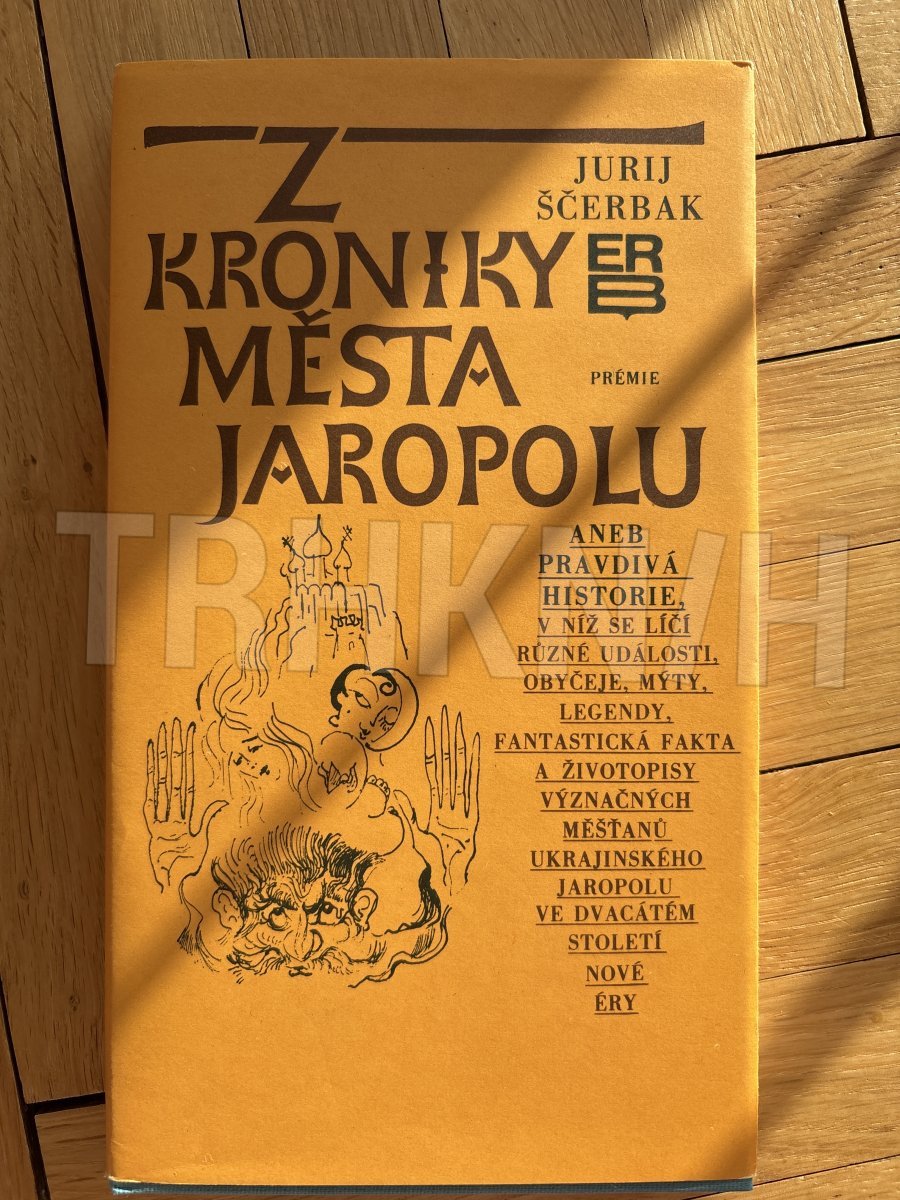 Z
KRONIKY
MĚSTA
JAROPOLU
JURIJ
ŠČERBAK
ER
B
PRÉMIE
ANEB
PRAVDIVÁ
HISTORIE,
V NÍŽ SE LÍČÍ
RŮZNÉ UDÁLOSTI,
OBYČEJE, MÝTY,
LEGENDY,
FANTASTICKÁ FAKTA
A ŽIVOTOPISY
VÝZNAČNÝCH
MĚŠŤANŮ
UKRAJINSKÉHO
JAROPOLU
VE DVACÁTÉM
STOLETÍ
NOVÉ
ÉRY
TRHKNIH